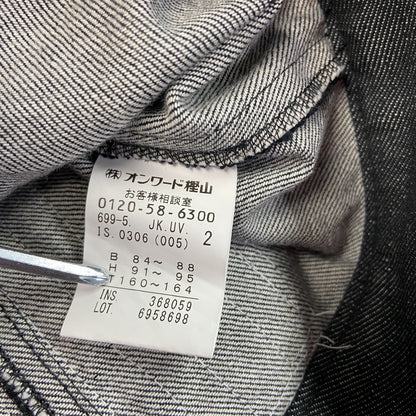 (株)オンワード樫山
お客様相談室
0120-58-6300
699-5. JK.UV.
IS.0306(005) 2
B 84～ 88
H 91～ 95
T160～164
INS 368059
LOT. 6958698